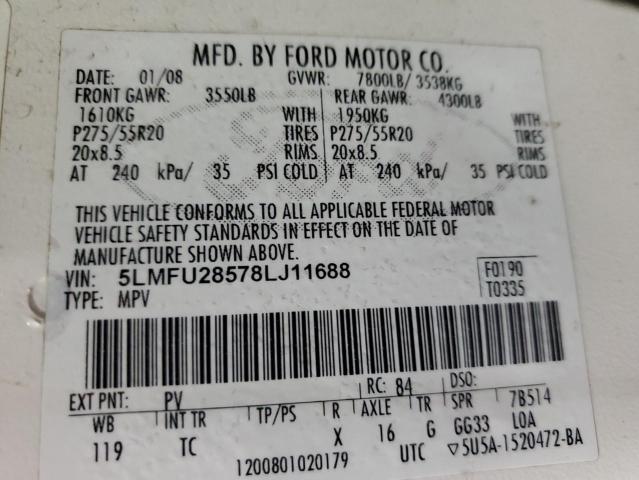 MFD. BY FORD MOTOR CO.
DATE: 01/08 GVWR: 7800LB/ 3538KG
FRONT GAWR: 3550LB REAR GAWR: 4300LB
1610KG WITH 1950KG WITH
P275/55R20 TIRES P275/55R20 TIRES
20x8.5 RIMS 20x8.5 RIMS
AT 240 kPa/ 35 PSI COLD AT 240 kPa/ 35 PSI COLD
THIS VEHICLE CONFORMS TO ALL APPLICABLE FEDERAL MOTOR
VEHICLE SAFETY STANDARDS IN EFFECT ON THE DATE OF
MANUFACTURE SHOWN ABOVE.
VIN: 5LMFU28578LJ11688 F0190
TYPE: MPV T0335
EXT PNT: PV RC: 84 DSO:
WB INT TR TP/PS R AXLE TR SPR 7B514
119 TC X 16 G GG33 LOA
1200801020179 UTC ▽5U5A-1520472-BA